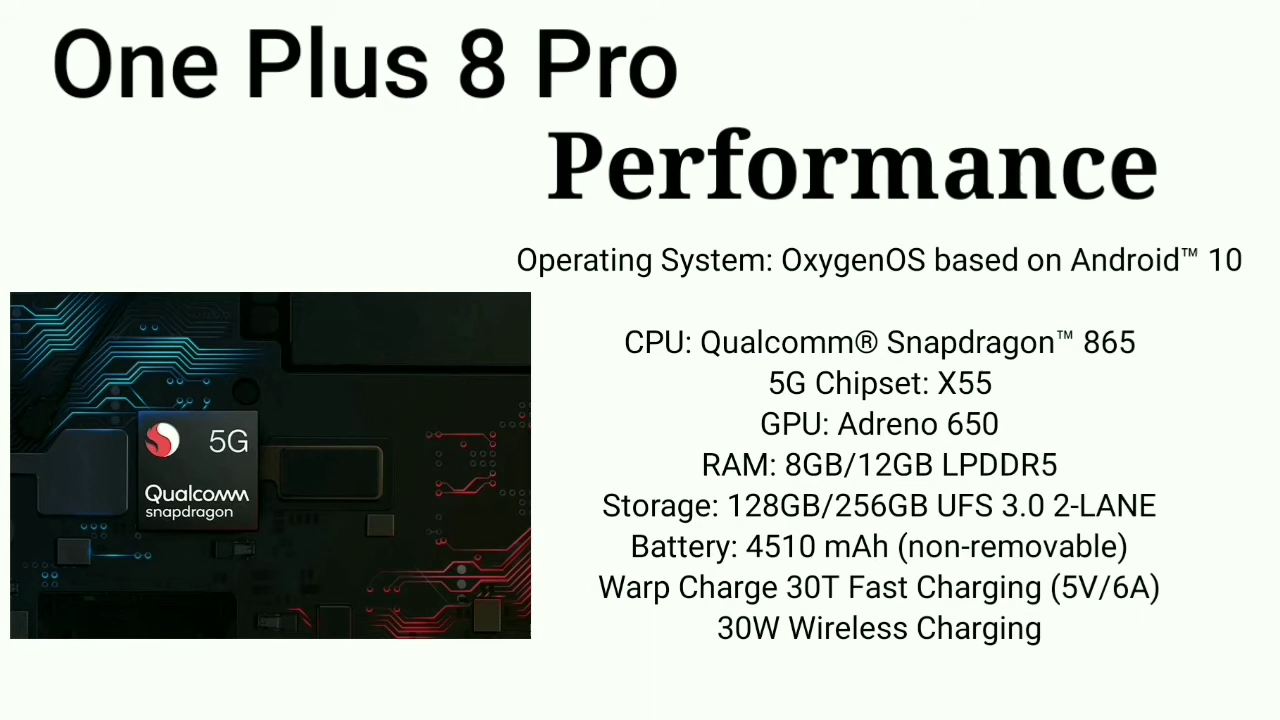 One Plus 8 Pro
Performance
Operating System: OxygenOS based on Android™ 10
CPU: Qualcomm® Snapdragon™ 865
5G Chipset: X55
GPU: Adreno 650
RAM: 8GB/12GB LPDDR5
Storage: 128GB/256GB UFS 3.0 2-LANE
Battery: 4510 mAh (non-removable)
Warp Charge 30T Fast Charging (5V/6A)
30W Wireless Charging
5G
Qualcomm
snapdragon